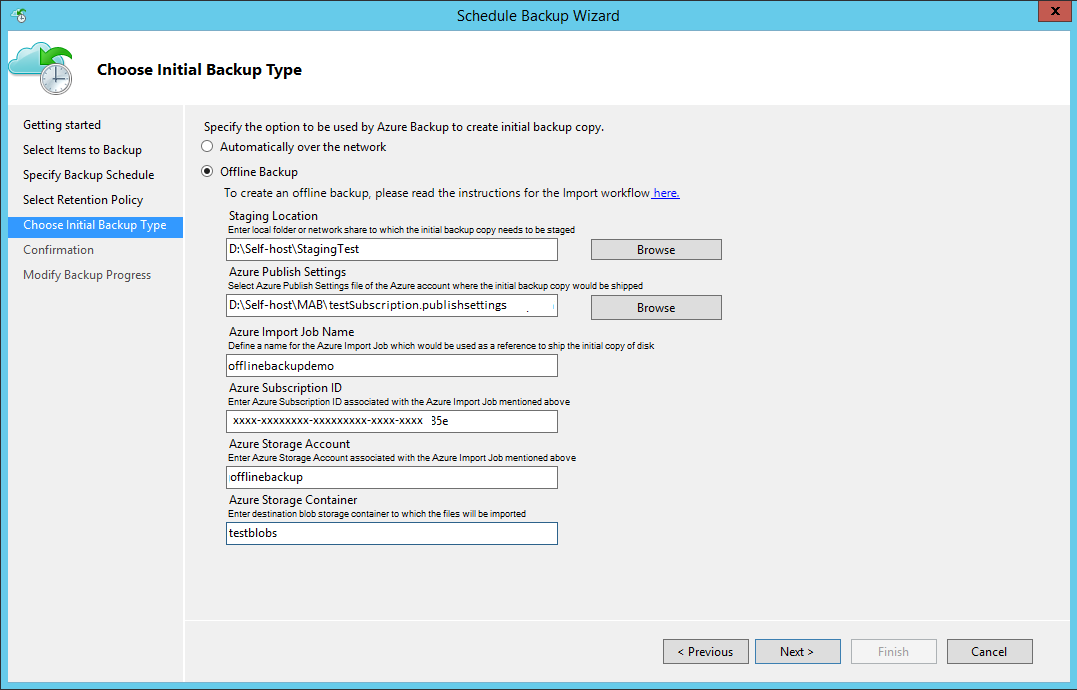 Schedule Backup Wizard
x
Choose Initial Backup Type
Getting started
Select Items to Backup
Specify Backup Schedule
Select Retention Policy
Choose Initial Backup Type
Confirmation
Modify Backup Progress
Specify the option to be used by Azure Backup to create initial backup copy.
Automatically over the network
Offline Backup
To create an offline backup, please read the instructions for the Import workflow here.
Staging Location
Enter local folder or network share to which the initial backup copy needs to be staged
D:\Self-host\StagingTest
Browse
Azure Publish Settings
Select Azure Publish Settings file of the Azure account where the initial backup copy would be shipped
D:\Self-host\MAB\testSubscription.publishsettings
Browse
Azure Import Job Name
Define a name for the Azure Import Job which would be used as a reference to ship the initial copy of disk
offlinebackupdemo
Azure Subscription ID
Enter Azure Subscription ID associated with the Azure Import Job mentioned above
xxxx-xxxxxxxx-xxxxxxxxx-xxxx-xxxx 35e
Azure Storage Account
Enter Azure Storage Account associated with the Azure Import Job mentioned above
offlinebackup
Azure Storage Container
Enter destination blob storage container to which the files will be imported
testblobs
< Previous
Next >
Finish
Cancel